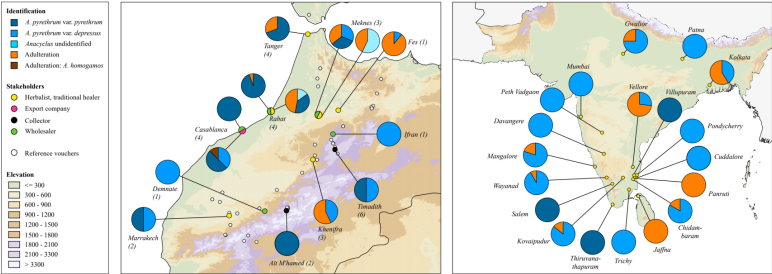 Identification
A. pyrethrum var. pyrethrum
A. pyrethrum var. depressus
Anacyclus undidentified
Adulteration
Adulteration: A. homogamos
Stakeholders
Herbalist, traditional healer
Export company
Collector
Wholesaler
Reference vouchers
Elevation
<= 300
300 - 600
600 - 900
900 - 1200
1200 - 1500
1500 - 1800
1800 - 2100
2100 - 3300
> 3300
Meknes (3)
Tanger
(4)
Fes (1)
Rabat
(4)
Casablanca
(4)
Ifran (1)
Demnate
(1)
Timadith
(6)
Marrakech
(2)
Khenifra
(3)
Ait M'hamed (2)
Gwalior
Patna
Mumbai
Kolkata
Peth Vadgaon
Vellore
Villupuram
Davangere
Pondycherry
Mangalore
Cuddalore
Wayanad
Panruti
Salem
Chidam-
baram
Kovaipudur
Thiruvana-
thapuram
Trichy
Jaffna